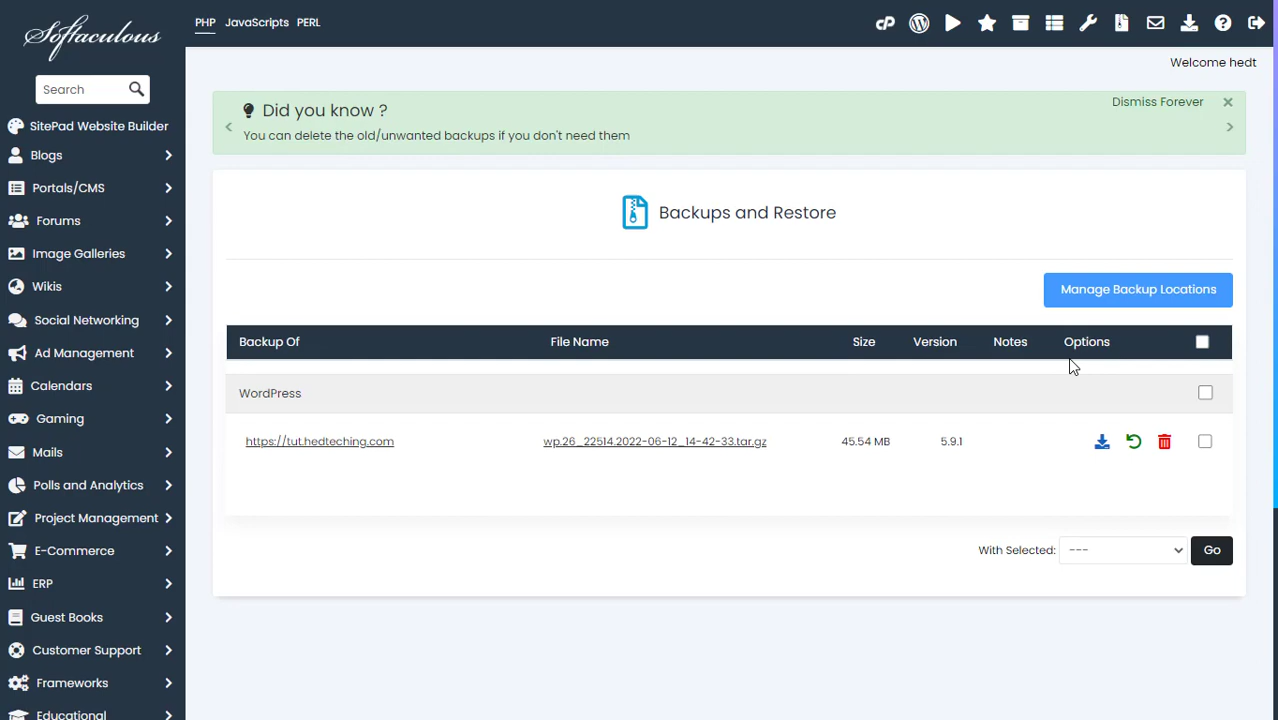 Softaculous
PHP JavaScripts PERL
cP
Search
Welcome hedt
SitePad Website Builder
Blogs
Portals/CMS
Forums
Image Galleries
Wikis
Social Networking
Ad Management
Calendars
Gaming
Mails
Polls and Analytics
Project Management
E-Commerce
ERP
Guest Books
Customer Support
Frameworks
Educational
Did you know ?
Dismiss Forever
You can delete the old/unwanted backups if you don't need them
Backups and Restore
Manage Backup Locations
Backup Of File Name Size Version Notes Options
WordPress
https://tut.hedteching.com wp.26_22514.2022-06-12_14-42-33.tar.gz 45.54 MB 5.9.1
With Selected: --- Go